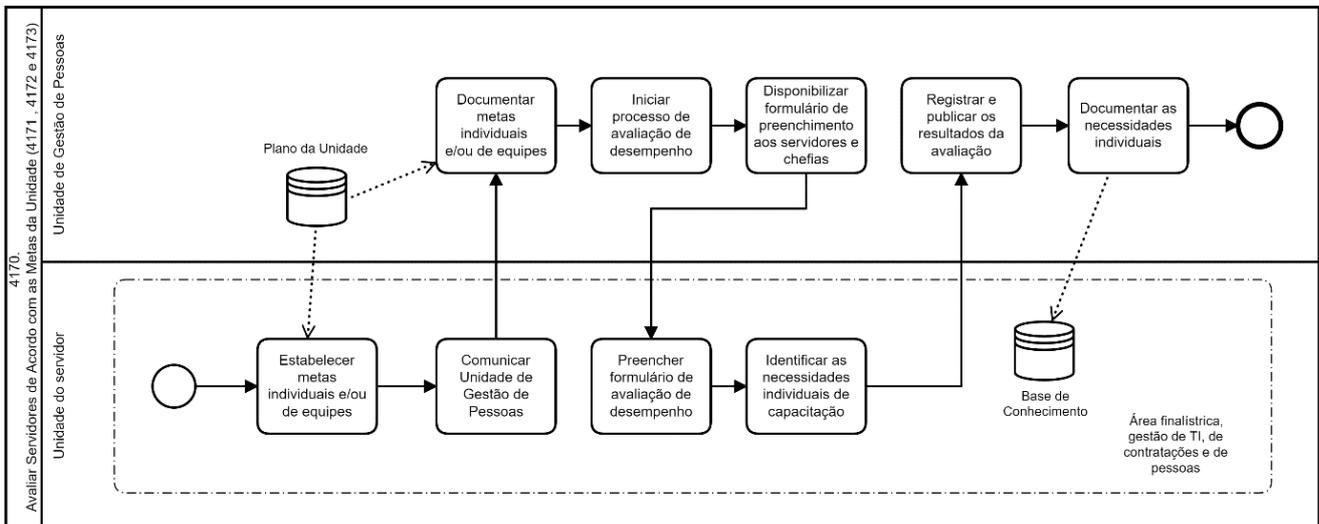 4170.
Avaliar Servidores de Acordo com as Metas da Unidade (4171 , 4172 e 4173)
Unidade de Gestão de Pessoas
Plano da Unidade
Documentar
metas
individuais
e/ou de equipes
Iniciar
processo de
avaliação de
desempenho
Disponibilizar
formulário de
preenchimento
aos servidores e
chefias
Registrar e
publicar os
resultados da
avaliação
Documentar as
necessidades
individuais
Unidade do servidor
Estabelecer
metas
individuais e/ou
de equipes
Comunicar
Unidade de
Gestão de
Pessoas
Preencher
formulário de
avaliação de
desempenho
Identificar as
necessidades
individuais de
capacitação
Base de
Conhecimento
Área finalístrica,
gestão de TI, de
contratações e de
pessoas